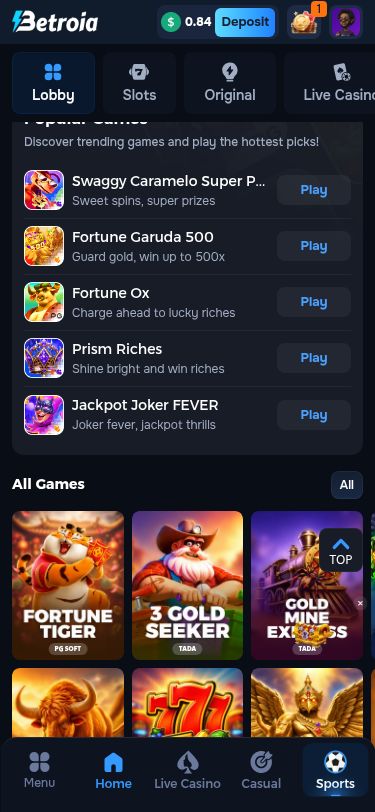 Betroia
$ 0.84 Deposit
1
Lobby
Slots
Original
Live Casino
Popular Games
Discover trending games and play the hottest picks!
Swaggy Caramelo Super P...
Sweet spins, super prizes
Play
Fortune Garuda 500
Guard gold, win up to 500x
Play
Fortune Ox
Charge ahead to lucky riches
Play
PG
Prism Riches
Shine bright and win riches
Play
Jackpot Joker FEVER
Joker fever, jackpot thrills
Play
All Games
All
TOP
FORTUNE
TIGER
PG SOFT
3 GOLD
SEEKER
TADA
GOLD
MINE
TADA
777
Menu
Home
Live Casino
Casual
Sports